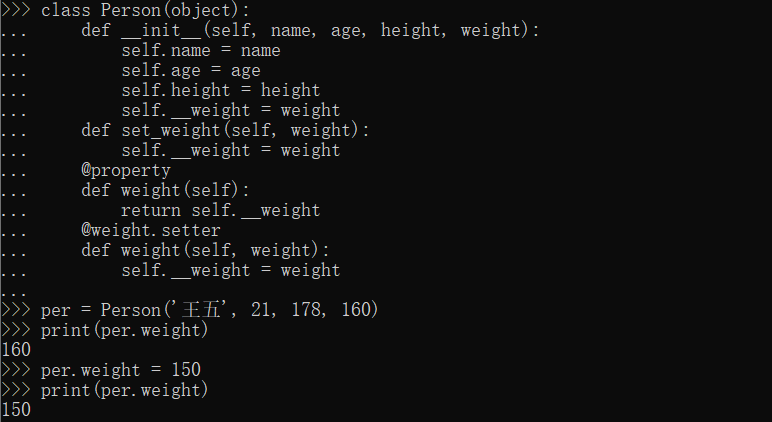 >>> class Person(object):
...     def __init__(self, name, age, height, weight):
...         self.name = name
...         self.age = age
...         self.height = height
...         self.__weight = weight
...     def set_weight(self, weight):
...         self.__weight = weight
...     @property
...     def weight(self):
...         return self.__weight
...     @weight.setter
...     def weight(self, weight):
...         self.__weight = weight
...
>>> per = Person('王五', 21, 178, 160)
>>> print(per.weight)
160
>>> per.weight = 150
>>> print(per.weight)
150